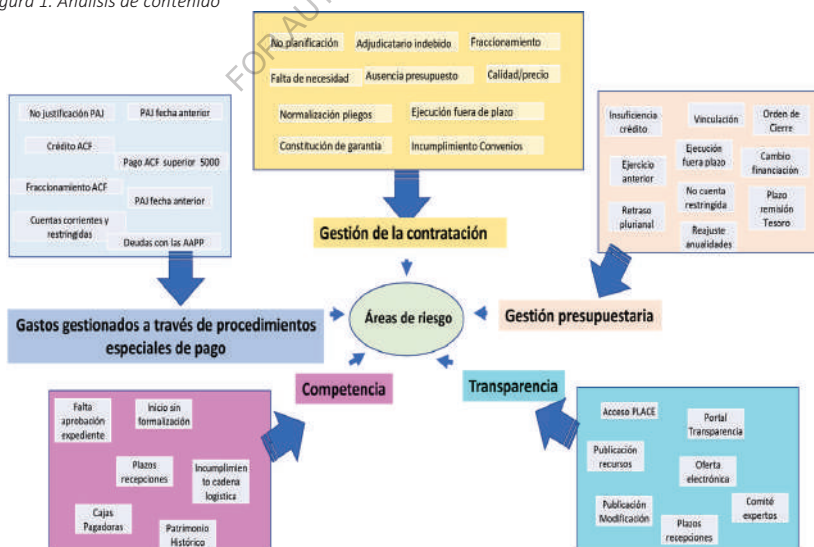 Figura 1. Análisis de contenido
FOR AUT
No planificación
Adjudicatario indebido
Fraccionamiento
Falta de necesidad
Ausencia presupuesto
Calidad/precio
Normalización pliegos
Ejecución fuera de plazo
Constitución de garantía
Incumplimiento Convenios
No justificación PAJ
PAJ fecha anterior
Crédito ACF
Pago ACF superior 5000
Fraccionamiento ACF
PAJ fecha anterior
Cuentas corrientes y
restringidas
Deudas con las AAPP
Insuficiencia
crédito
Vinculación
Orden de
Cierre
Ejercicio
anterior
Ejecución
fuera plazo
Cambio
financiación
No cuenta
restringida
Retraso
plurianal
Plazo
remisión
Tesoro
Reajuste
anualidades
Gestión de la contratación
Gastos gestionados a través de procedimientos
especiales de pago
Áreas de riesgo
Gestión presupuestaria
Competencia
Transparencia
Falta
aprobación
expediente
Inicio sin
formalización
Plazos
recepciones
Incumplimien
to cadena
logística
Cajas
Pagadoras
Patrimonio
Histórico
Acceso PLACE
Portal
Transparencia
Publicación
recursos
Oferta
electrónica
Publicación
Modificación
Plazos
recepciones
Comité
expertos